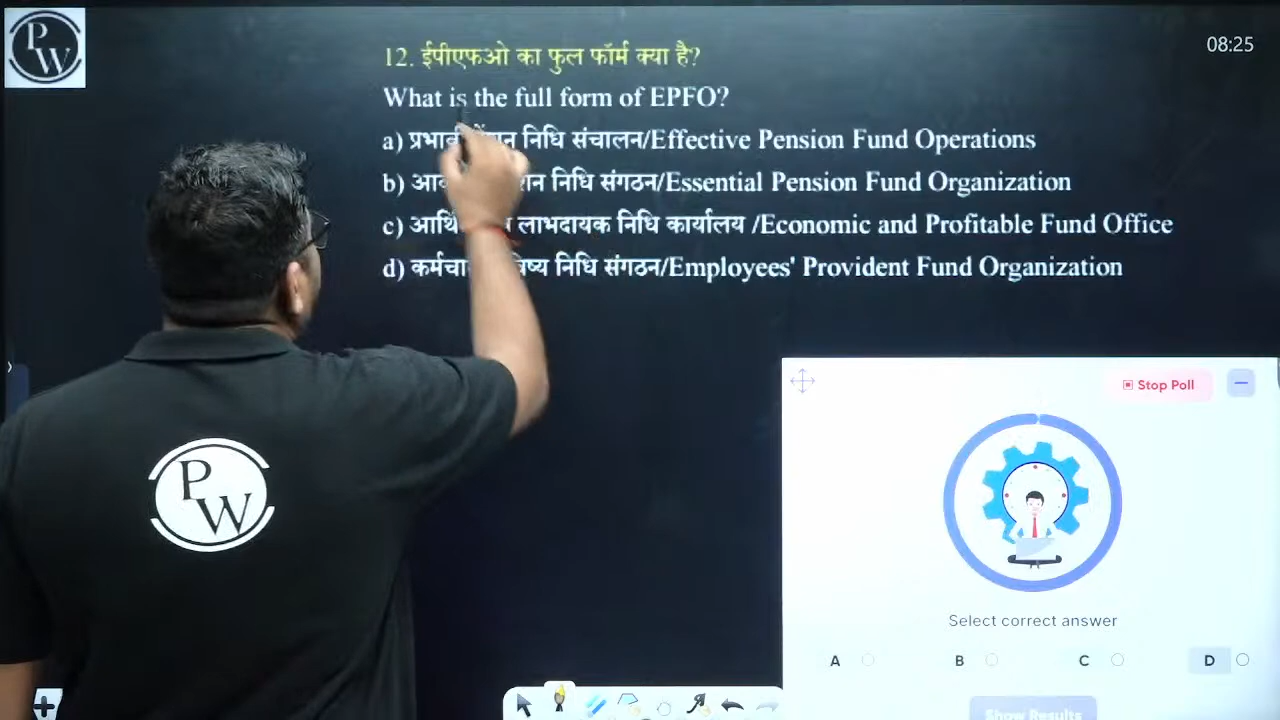 PW
08:25
12. ईपीएफओ का फुल फॉर्म क्या है?
What is the full form of EPFO?
a) निधि संचालन/Effective Pension Fund Operations
b) निधि संगठन/Essential Pension Fund Organization
c) लाभदायक निधि कार्यालय /Economic and Profitable Fund Office
d) निधि संगठन/Employees' Provident Fund Organization
Stop Poll
PW
Select correct answer
A B C D
Show Results